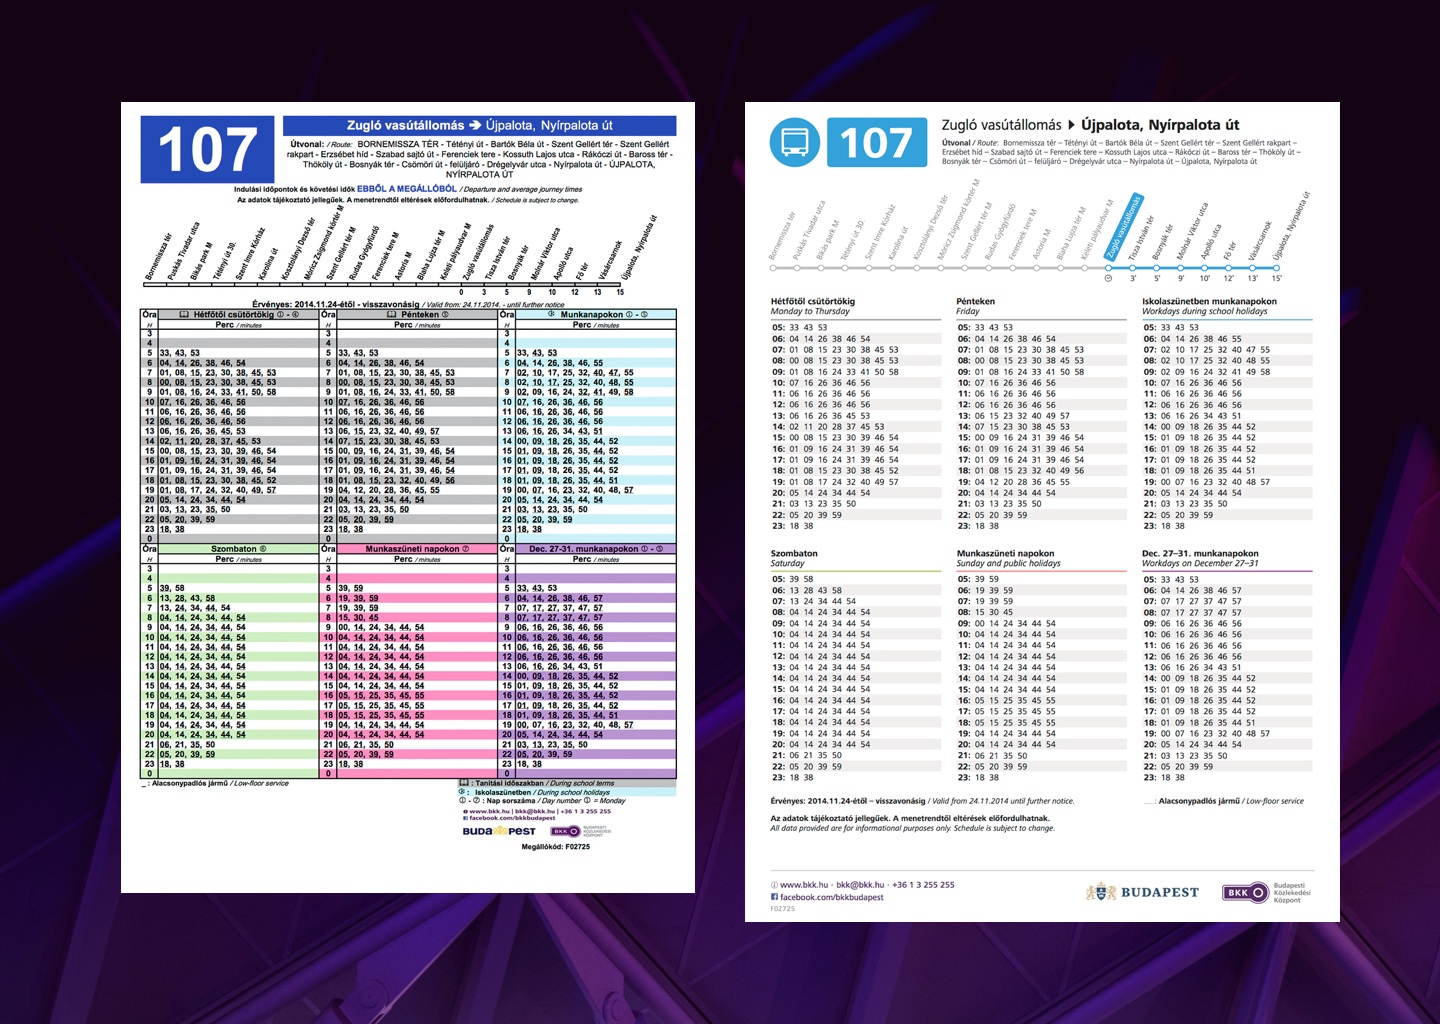 107
Zugló vasútállomás ➔ Újpalota, Nyírpalota út
Útvonal: / Route: BORNEMISSZA TÉR - Tétényi út - Bartók Béla út - Szent Gellért tér - Szent Gellért
rakpart - Erzsébet híd - Szabad sajtó út - Ferenciek tere - Kossuth Lajos utca - Rákóczi út - Baross tér -
Thököly út - Bosnyák tér - Csömöri út - felüljáró - Drégelyvár utca - Nyírpalota út - ÚJPALOTA,
NYÍRPALOTA ÚT
Indulási időpontok és követési idők EBBŐL A MEGÁLLÓBÓL / Departure and average journey times
Az adatok tájékoztató jellegűek. A menetrendtől eltérések előfordulhatnak. / Schedule is subject to change.
Bornemissza tér
Puskás Tivadar utca
Bikás park M
Tétényi út 30.
Szent Imre Kórház
Karolina út
Kosztolányi Dezső tér
Móricz Zsigmond körtér M
Szent Gellért tér M
Rudas Gyógyfürdő
Ferenciek tere M
Astoria M
Blaha Lujza tér M
Keleti pályaudvar M
Zugló vasútállomás
Tisza István tér
Bosnyák tér
Molnár Viktor utca
Apolló utca
Fő tér
Vásárcsarnok
Újpalota, Nyírpalota út
0 3 5 9 10 12 13 15
Érvényes: 2014.11.24-étől - visszavonásig / Valid from: 24.11.2014. - until further notice
Óra Hétfőtől csütörtökig ① - ④
H Perc / minutes
3
4
5 33, 43, 53
6 04, 14, 26, 38, 46, 54
7 01, 08, 15, 23, 30, 38, 45, 53
8 00, 08, 15, 23, 30, 38, 45, 53
9 01, 08, 16, 24, 33, 41, 50, 58
10 07, 16, 26, 36, 46, 56
11 06, 16, 26, 36, 46, 56
12 06, 16, 26, 36, 46, 56
13 06, 16, 26, 36, 45, 53
14 02, 11, 20, 28, 37, 45, 53
15 00, 08, 15, 23, 30, 39, 46, 54
16 01, 09, 16, 24, 31, 39, 46, 54
17 01, 09, 16, 24, 31, 39, 46, 54
18 01, 08, 15, 23, 30, 38, 45, 52
19 01, 08, 17, 24, 32, 40, 49, 57
20 05, 14, 24, 34, 44, 54
21 03, 13, 23, 35, 50
22 05, 20, 39, 59
23 18, 38
0
Óra Pénteken ⑤
H Perc / minutes
3
4
5 33, 43, 53
6 04, 14, 26, 38, 46, 54
7 01, 08, 15, 23, 30, 38, 45, 53
8 00, 08, 15, 23, 30, 38, 45, 53
9 01, 08, 16, 24, 33, 41, 50, 58
10 07, 16, 26, 36, 46, 56
11 06, 16, 26, 36, 46, 56
12 06, 16, 26, 36, 46, 56
13 06, 15, 23, 32, 40, 49, 57
14 07, 15, 23, 30, 38, 45, 53
15 00, 09, 16, 24, 31, 39, 46, 54
16 01, 09, 16, 24, 31, 39, 46, 54
17 01, 09, 16, 24, 31, 39, 46, 54
18 01, 08, 15, 23, 32, 40, 49, 56
19 04, 12, 20, 28, 36, 45, 55
20 04, 14, 24, 34, 44, 54
21 03, 13, 23, 35, 50
22 05, 20, 39, 59
23 18, 38
0
Óra Munkanapokon ① - ⑤
H Perc / minutes
3
4
5 33, 43, 53
6 04, 14, 26, 38, 46, 55
7 02, 10, 17, 25, 32, 40, 47, 55
8 02, 10, 17, 25, 32, 40, 48, 55
9 02, 09, 16, 24, 32, 41, 49, 58
10 07, 16, 26, 36, 46, 56
11 06, 16, 26, 36, 46, 56
12 06, 16, 26, 36, 46, 56
13 06, 16, 26, 34, 43, 51
14 00, 09, 18, 26, 35, 44, 52
15 01, 09, 18, 26, 35, 44, 52
16 01, 09, 18, 26, 35, 44, 52
17 01, 09, 18, 26, 35, 44, 52
18 01, 09, 18, 26, 35, 44, 51
19 00, 07, 16, 23, 32, 40, 48, 57
20 05, 14, 24, 34, 44, 54
21 03, 13, 23, 35, 50
22 05, 20, 39, 59
23 18, 38
0
Óra Szombaton ⑥
H Perc / minutes
3
4
5 39, 58
6 13, 28, 43, 58
7 13, 24, 34, 44, 54
8 04, 14, 24, 34, 44, 54
9 04, 14, 24, 34, 44, 54
10 04, 14, 24, 34, 44, 54
11 04, 14, 24, 34, 44, 54
12 04, 14, 24, 34, 44, 54
13 04, 14, 24, 34, 44, 54
14 04, 14, 24, 34, 44, 54
15 04, 14, 24, 34, 44, 54
16 04, 14, 24, 34, 44, 54
17 04, 14, 24, 34, 44, 54
18 04, 14, 24, 34, 44, 54
19 04, 14, 24, 34, 44, 54
20 04, 14, 24, 34, 44, 54
21 06, 21, 35, 50
22 05, 20, 39, 59
23 18, 38
0
Óra Munkaszüneti napokon ⑦
H Perc / minutes
3
4
5 39, 59
6 19, 39, 59
7 19, 39, 59
8 15, 30, 45
9 00, 14, 24, 34, 44, 54
10 04, 14, 24, 34, 44, 54
11 04, 14, 24, 34, 44, 54
12 04, 14, 24, 34, 44, 54
13 04, 14, 24, 34, 44, 54
14 04, 14, 24, 34, 44, 54
15 04, 14, 24, 34, 44, 54
16 05, 15, 25, 35, 45, 55
17 05, 15, 25, 35, 45, 55
18 05, 15, 25, 35, 45, 55
19 04, 14, 24, 34, 44, 54
20 04, 14, 24, 34, 44, 54
21 06, 21, 35, 50
22 05, 20, 39, 59
23 18, 38
0
Óra Dec. 27-31. munkanapokon ① - ⑤
H Perc / minutes
3
4
5 33, 43, 53
6 04, 14, 26, 38, 46, 57
7 07, 17, 27, 37, 47, 57
8 07, 17, 27, 37, 47, 57
9 06, 16, 26, 36, 46, 56
10 06, 16, 26, 36, 46, 56
11 06, 16, 26, 36, 46, 56
12 06, 16, 26, 36, 46, 56
13 06, 16, 26, 34, 43, 51
14 00, 09, 18, 26, 35, 44, 52
15 01, 09, 18, 26, 35, 44, 52
16 01, 09, 18, 26, 35, 44, 52
17 01, 09, 18, 26, 35, 44, 52
18 01, 09, 18, 26, 35, 44, 51
19 00, 07, 16, 23, 32, 40, 48, 57
20 05, 14, 24, 34, 44, 54
21 03, 13, 23, 35, 50
22 05, 20, 39, 59
23 18, 38
0
_ : Alacsonypadlós jármű / Low-floor service
: Tanítási időszakban / During school terms
: Iskolaszünetben / During school holidays
① - ⑦ : Nap sorszáma / Day number ① = Monday
www.bkk.hu | bkk@bkk.hu | +36 1 3 255 255
facebook.com/bkkbudapest
BUDAPEST
BKK BUDAPESTI KÖZLEKEDÉSI KÖZPONT
Megállókód: F02725
107
Zugló vasútállomás ▶ Újpalota, Nyírpalota út
Útvonal / Route: Bornemissza tér – Tétényi út – Bartók Béla út – Szent Gellért tér – Szent Gellért rakpart –
Erzsébet híd – Szabad sajtó út – Ferenciek tere – Kossuth Lajos utca – Rákóczi út – Baross tér – Thököly út –
Bosnyák tér – Csömöri út – felüljáró – Drégelyvár utca – Nyírpalota út – Újpalota, Nyírpalota út
Bornemissza tér
Puskás Tivadar utca
Bikás park M
Tétényi út 30.
Szent Imre Kórház
Karolina út
Kosztolányi Dezső tér
Móricz Zsigmond körtér M
Szent Gellért tér M
Rudas Gyógyfürdő
Ferenciek tere M
Astoria M
Blaha Lujza tér M
Keleti pályaudvar M
Zugló vasútállomás
Tisza István tér
Bosnyák tér
Molnár Viktor utca
Apolló utca
Fő tér
Vásárcsarnok
Újpalota, Nyírpalota út
3' 5' 9' 10' 12' 13' 15'
Hétfőtől csütörtökig
Monday to Thursday
05: 33 43 53
06: 04 14 26 38 46 54
07: 01 08 15 23 30 38 45 53
08: 00 08 15 23 30 38 45 53
09: 01 08 16 24 33 41 50 58
10: 07 16 26 36 46 56
11: 06 16 26 36 46 56
12: 06 16 26 36 46 56
13: 06 16 26 36 45 53
14: 02 11 20 28 37 45 53
15: 00 08 15 23 30 39 46 54
16: 01 09 16 24 31 39 46 54
17: 01 09 16 24 31 39 46 54
18: 01 08 15 23 30 38 45 52
19: 01 08 17 24 32 40 49 57
20: 05 14 24 34 44 54
21: 03 13 23 35 50
22: 05 20 39 59
23: 18 38
Pénteken
Friday
05: 33 43 53
06: 04 14 26 38 46 54
07: 01 08 15 23 30 38 45 53
08: 00 08 15 23 30 38 45 53
09: 01 08 16 24 33 41 50 58
10: 07 16 26 36 46 56
11: 06 16 26 36 46 56
12: 06 16 26 36 46 56
13: 06 15 23 32 40 49 57
14: 07 15 23 30 38 45 53
15: 00 09 16 24 31 39 46 54
16: 01 09 16 24 31 39 46 54
17: 01 09 16 24 31 39 46 54
18: 01 08 15 23 32 40 49 56
19: 04 12 20 28 36 45 55
20: 04 14 24 34 44 54
21: 03 13 23 35 50
22: 05 20 39 59
23: 18 38
Iskolaszünetben munkanapokon
Workdays during school holidays
05: 33 43 53
06: 04 14 26 38 46 55
07: 02 10 17 25 32 40 47 55
08: 02 10 17 25 32 40 48 55
09: 02 09 16 24 32 41 49 58
10: 07 16 26 36 46 56
11: 06 16 26 36 46 56
12: 06 16 26 36 46 56
13: 06 16 26 34 43 51
14: 00 09 18 26 35 44 52
15: 01 09 18 26 35 44 52
16: 01 09 18 26 35 44 52
17: 01 09 18 26 35 44 52
18: 01 09 18 26 35 44 51
19: 00 07 16 23 32 40 48 57
20: 05 14 24 34 44 54
21: 03 13 23 35 50
22: 05 20 39 59
23: 18 38
Szombaton
Saturday
05: 39 58
06: 13 28 43 58
07: 13 24 34 44 54
08: 04 14 24 34 44 54
09: 04 14 24 34 44 54
10: 04 14 24 34 44 54
11: 04 14 24 34 44 54
12: 04 14 24 34 44 54
13: 04 14 24 34 44 54
14: 04 14 24 34 44 54
15: 04 14 24 34 44 54
16: 04 14 24 34 44 54
17: 04 14 24 34 44 54
18: 04 14 24 34 44 54
19: 04 14 24 34 44 54
20: 04 14 24 34 44 54
21: 06 21 35 50
22: 05 20 39 59
23: 18 38
Munkaszüneti napokon
Sunday and public holidays
05: 39 59
06: 19 39 59
07: 19 39 59
08: 15 30 45
09: 00 14 24 34 44 54
10: 04 14 24 34 44 54
11: 04 14 24 34 44 54
12: 04 14 24 34 44 54
13: 04 14 24 34 44 54
14: 04 14 24 34 44 54
15: 04 14 24 34 44 54
16: 05 15 25 35 45 55
17: 05 15 25 35 45 55
18: 05 15 25 35 45 55
19: 04 14 24 34 44 54
20: 04 14 24 34 44 54
21: 06 21 35 50
22: 05 20 39 59
23: 18 38
Dec. 27–31. munkanapokon
Workdays on December 27–31
05: 33 43 53
06: 04 14 26 38 46 57
07: 07 17 27 37 47 57
08: 07 17 27 37 47 57
09: 06 16 26 36 46 56
10: 06 16 26 36 46 56
11: 06 16 26 36 46 56
12: 06 16 26 36 46 56
13: 06 16 26 34 43 51
14: 00 09 18 26 35 44 52
15: 01 09 18 26 35 44 52
16: 01 09 18 26 35 44 52
17: 01 09 18 26 35 44 52
18: 01 09 18 26 35 44 51
19: 00 07 16 23 32 40 48 57
20: 05 14 24 34 44 54
21: 03 13 23 35 50
22: 05 20 39 59
23: 18 38
Érvényes: 2014.11.24-étől – visszavonásig / Valid from 24.11.2014 until further notice.
__ : Alacsonypadlós jármű / Low-floor service
Az adatok tájékoztató jellegűek. A menetrendtől eltérések előfordulhatnak.
All data provided are for informational purposes only. Schedule is subject to change.
www.bkk.hu · bkk@bkk.hu · +36 1 3 255 255
facebook.com/bkkbudapest
F02725
BUDAPEST
BKK
Budapesti
Közlekedési
Központ